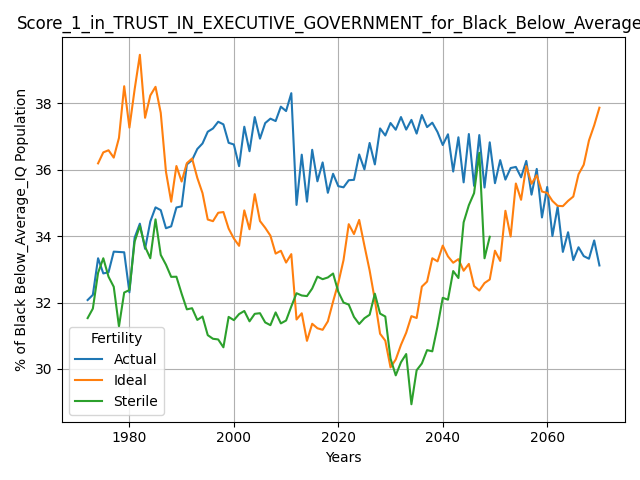 Score_1_in_TRUST_IN_EXECUTIVE_GOVERNMENT_for_Black_Below_Average
% of Black Below_Average_IQ Population
38
36
34
32
30
Fertility
Actual
Ideal
Sterile
1980 2000 2020 2040 2060
Years